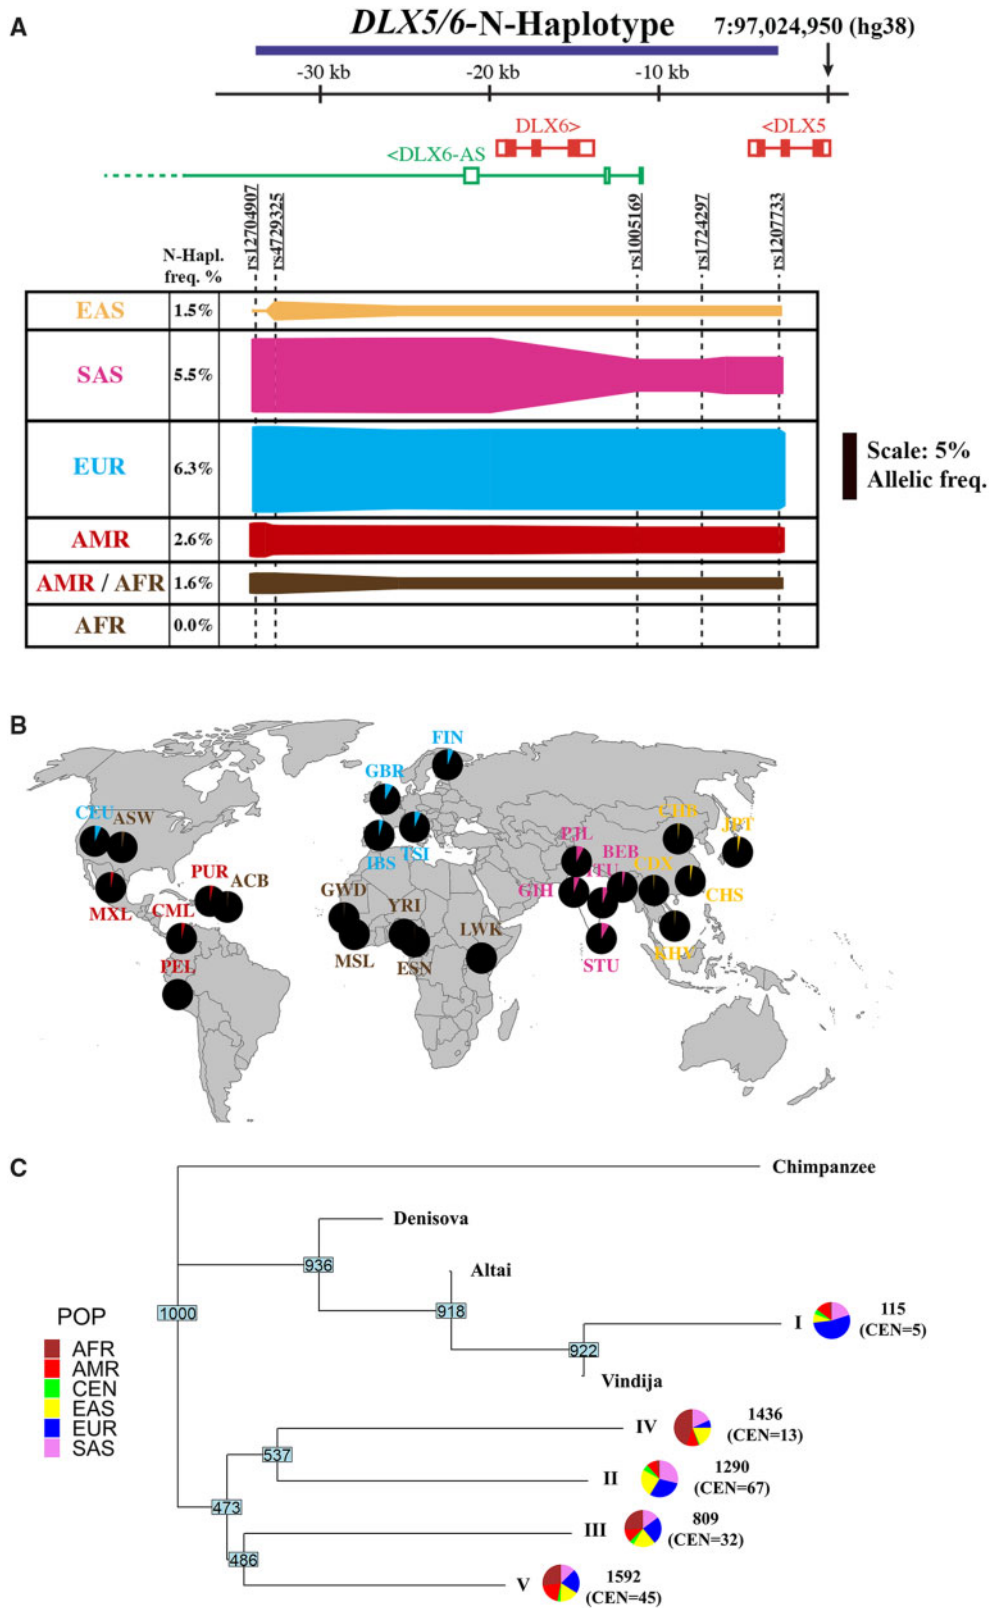 A
DLX5/6-N-Haplotype
7:97,024,950 (hg38)
-30 kb
-20 kb
-10 kb
DLX6>
<DLX5
<DLX6-AS
rs12704907
rs4729325
rs1005169
rs1724297
rs1207733
N-Hapl.
freq. %
EAS
1.5%
SAS
5.5%
EUR
6.3%
Scale: 5%
Allelic freq.
AMR
2.6%
AMR / AFR
1.6%
AFR
0.0%
B
FIN
GBR
CEU
ASW
IBS
TSI
CHB
JPT
PJL
BEB
ITU
CDX
GIH
CHS
MXL
PUR
ACB
CML
GWD
YRI
LWK
MSL
ESN
STU
KHV
PEL
C
Chimpanzee
Denisova
936
Altai
918
1000
I
115
(CEN=5)
922
Vindija
POP
AFR
AMR
CEN
EAS
EUR
SAS
IV
1436
(CEN=13)
537
II
1290
(CEN=67)
473
III
809
(CEN=32)
486
V
1592
(CEN=45)